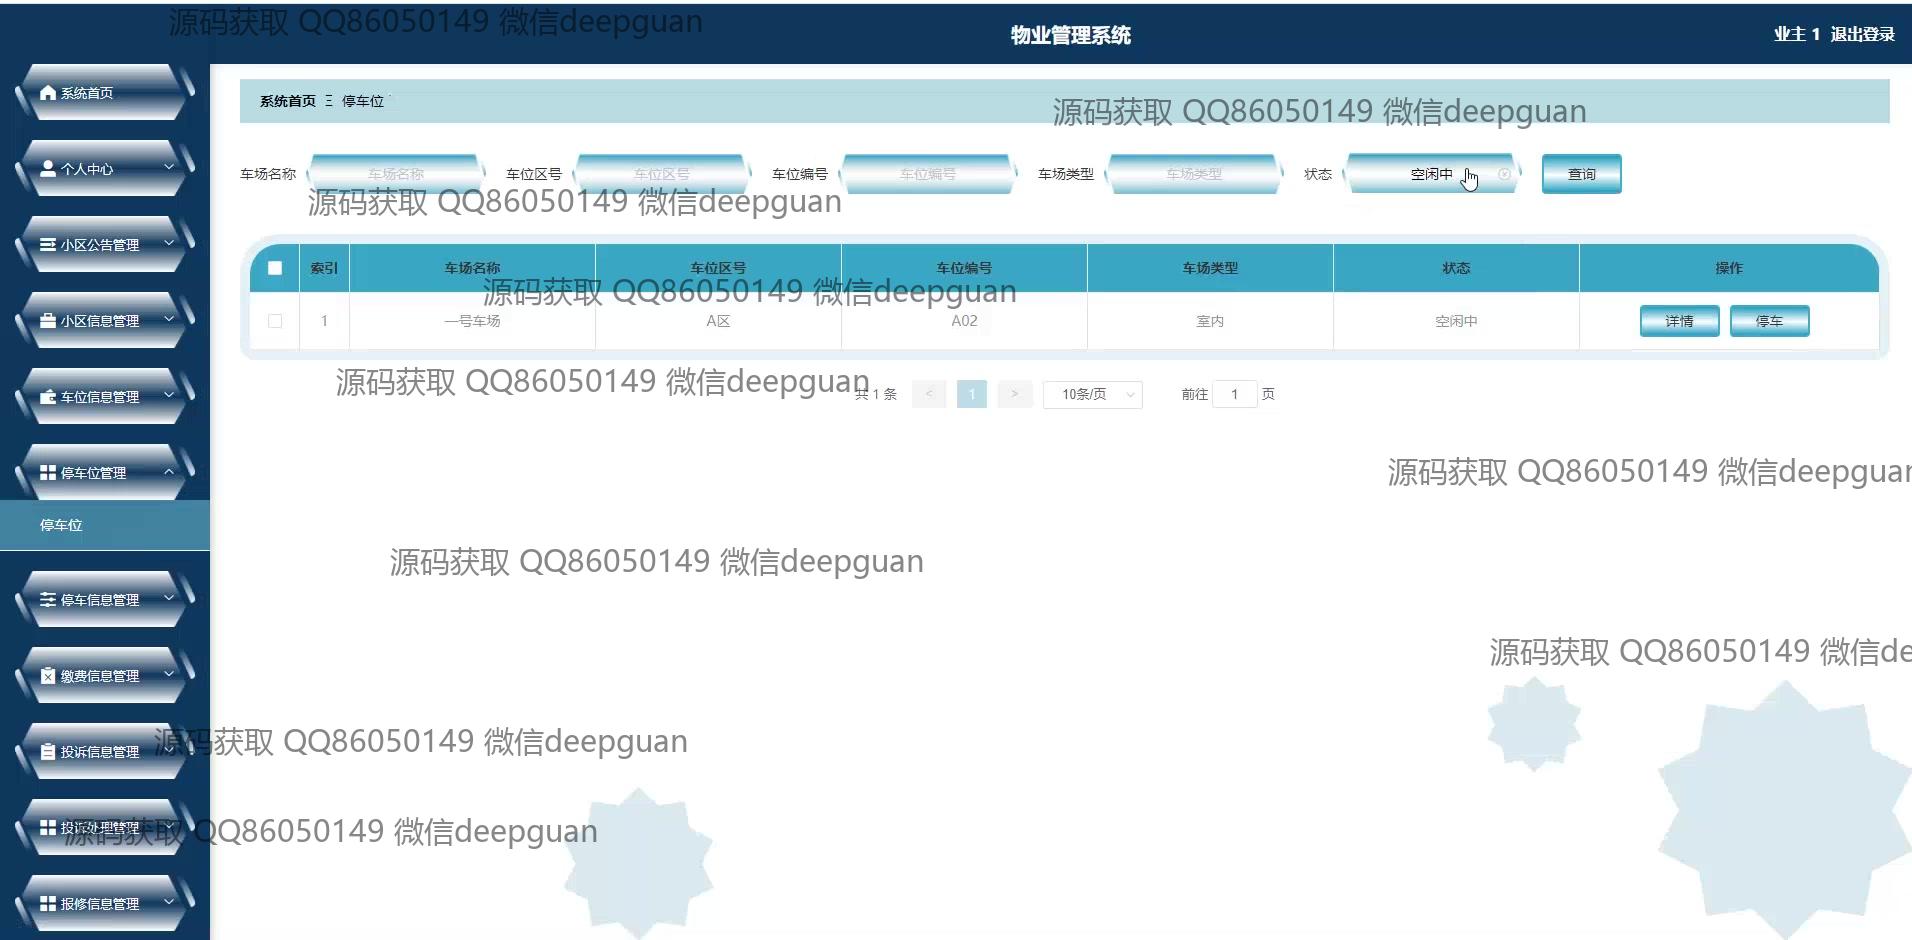 源码获取 QQ86050149 微信deepguan
物业管理系统
业主 1 退出登录
系统首页
个人中心
小区公告管理
小区信息管理
车位信息管理
停车位管理
停车位
停车信息管理
缴费信息管理
投诉信息管理
投诉处理管理
报修信息管理
系统首页 Ξ 停车位
源码获取 QQ86050149 微信deepguan
车场名称 车场名称 车位区号 车位区号 车位编号 车位编号 车场类型 车场类型 状态 空闲中 查询
源码获取 QQ86050149 微信deepguan
索引 车场名称 车位区号 车位编号 车场类型 状态 操作
源码获取 QQ86050149 微信deepguan
1 一号车场 A区 A02 室内 空闲中 详情 停车
源码获取 QQ86050149 微信deepguan
共 1 条 < 1 > 10条/页 前往 1 页
源码获取 QQ86050149 微信deepguan
源码获取 QQ86050149 微信deepguan
源码获取 QQ86050149 微信de
源码获取 QQ86050149 微信deepguan
源码获取 QQ86050149 微信deepguan